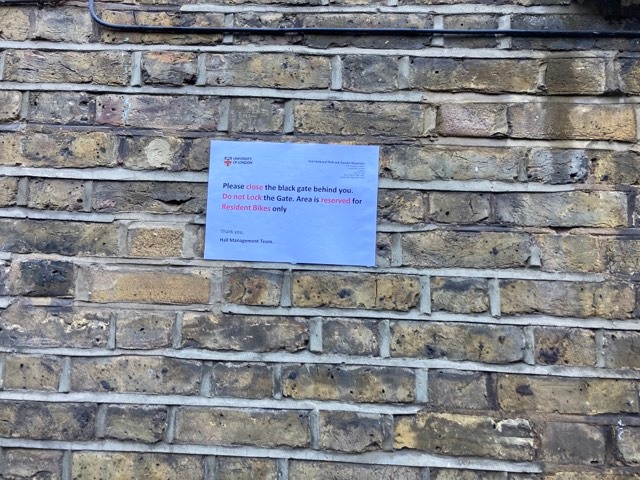 UNIVERSITY
OF LONDON
Please close the black gate behind you.
Do not Lock the Gate. Area is reserved for
Resident Bikes only
Thank you,
Hall Management Team.